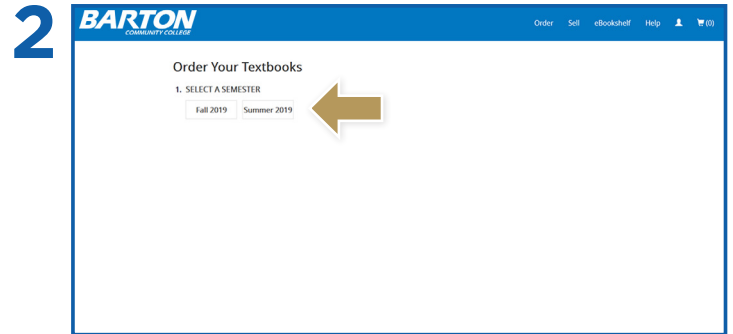 2
BARTON
COMMUNITY COLLEGE
Order Sell eBookshelf Help (0)
Order Your Textbooks
1. SELECT A SEMESTER
Fall 2019 Summer 2019